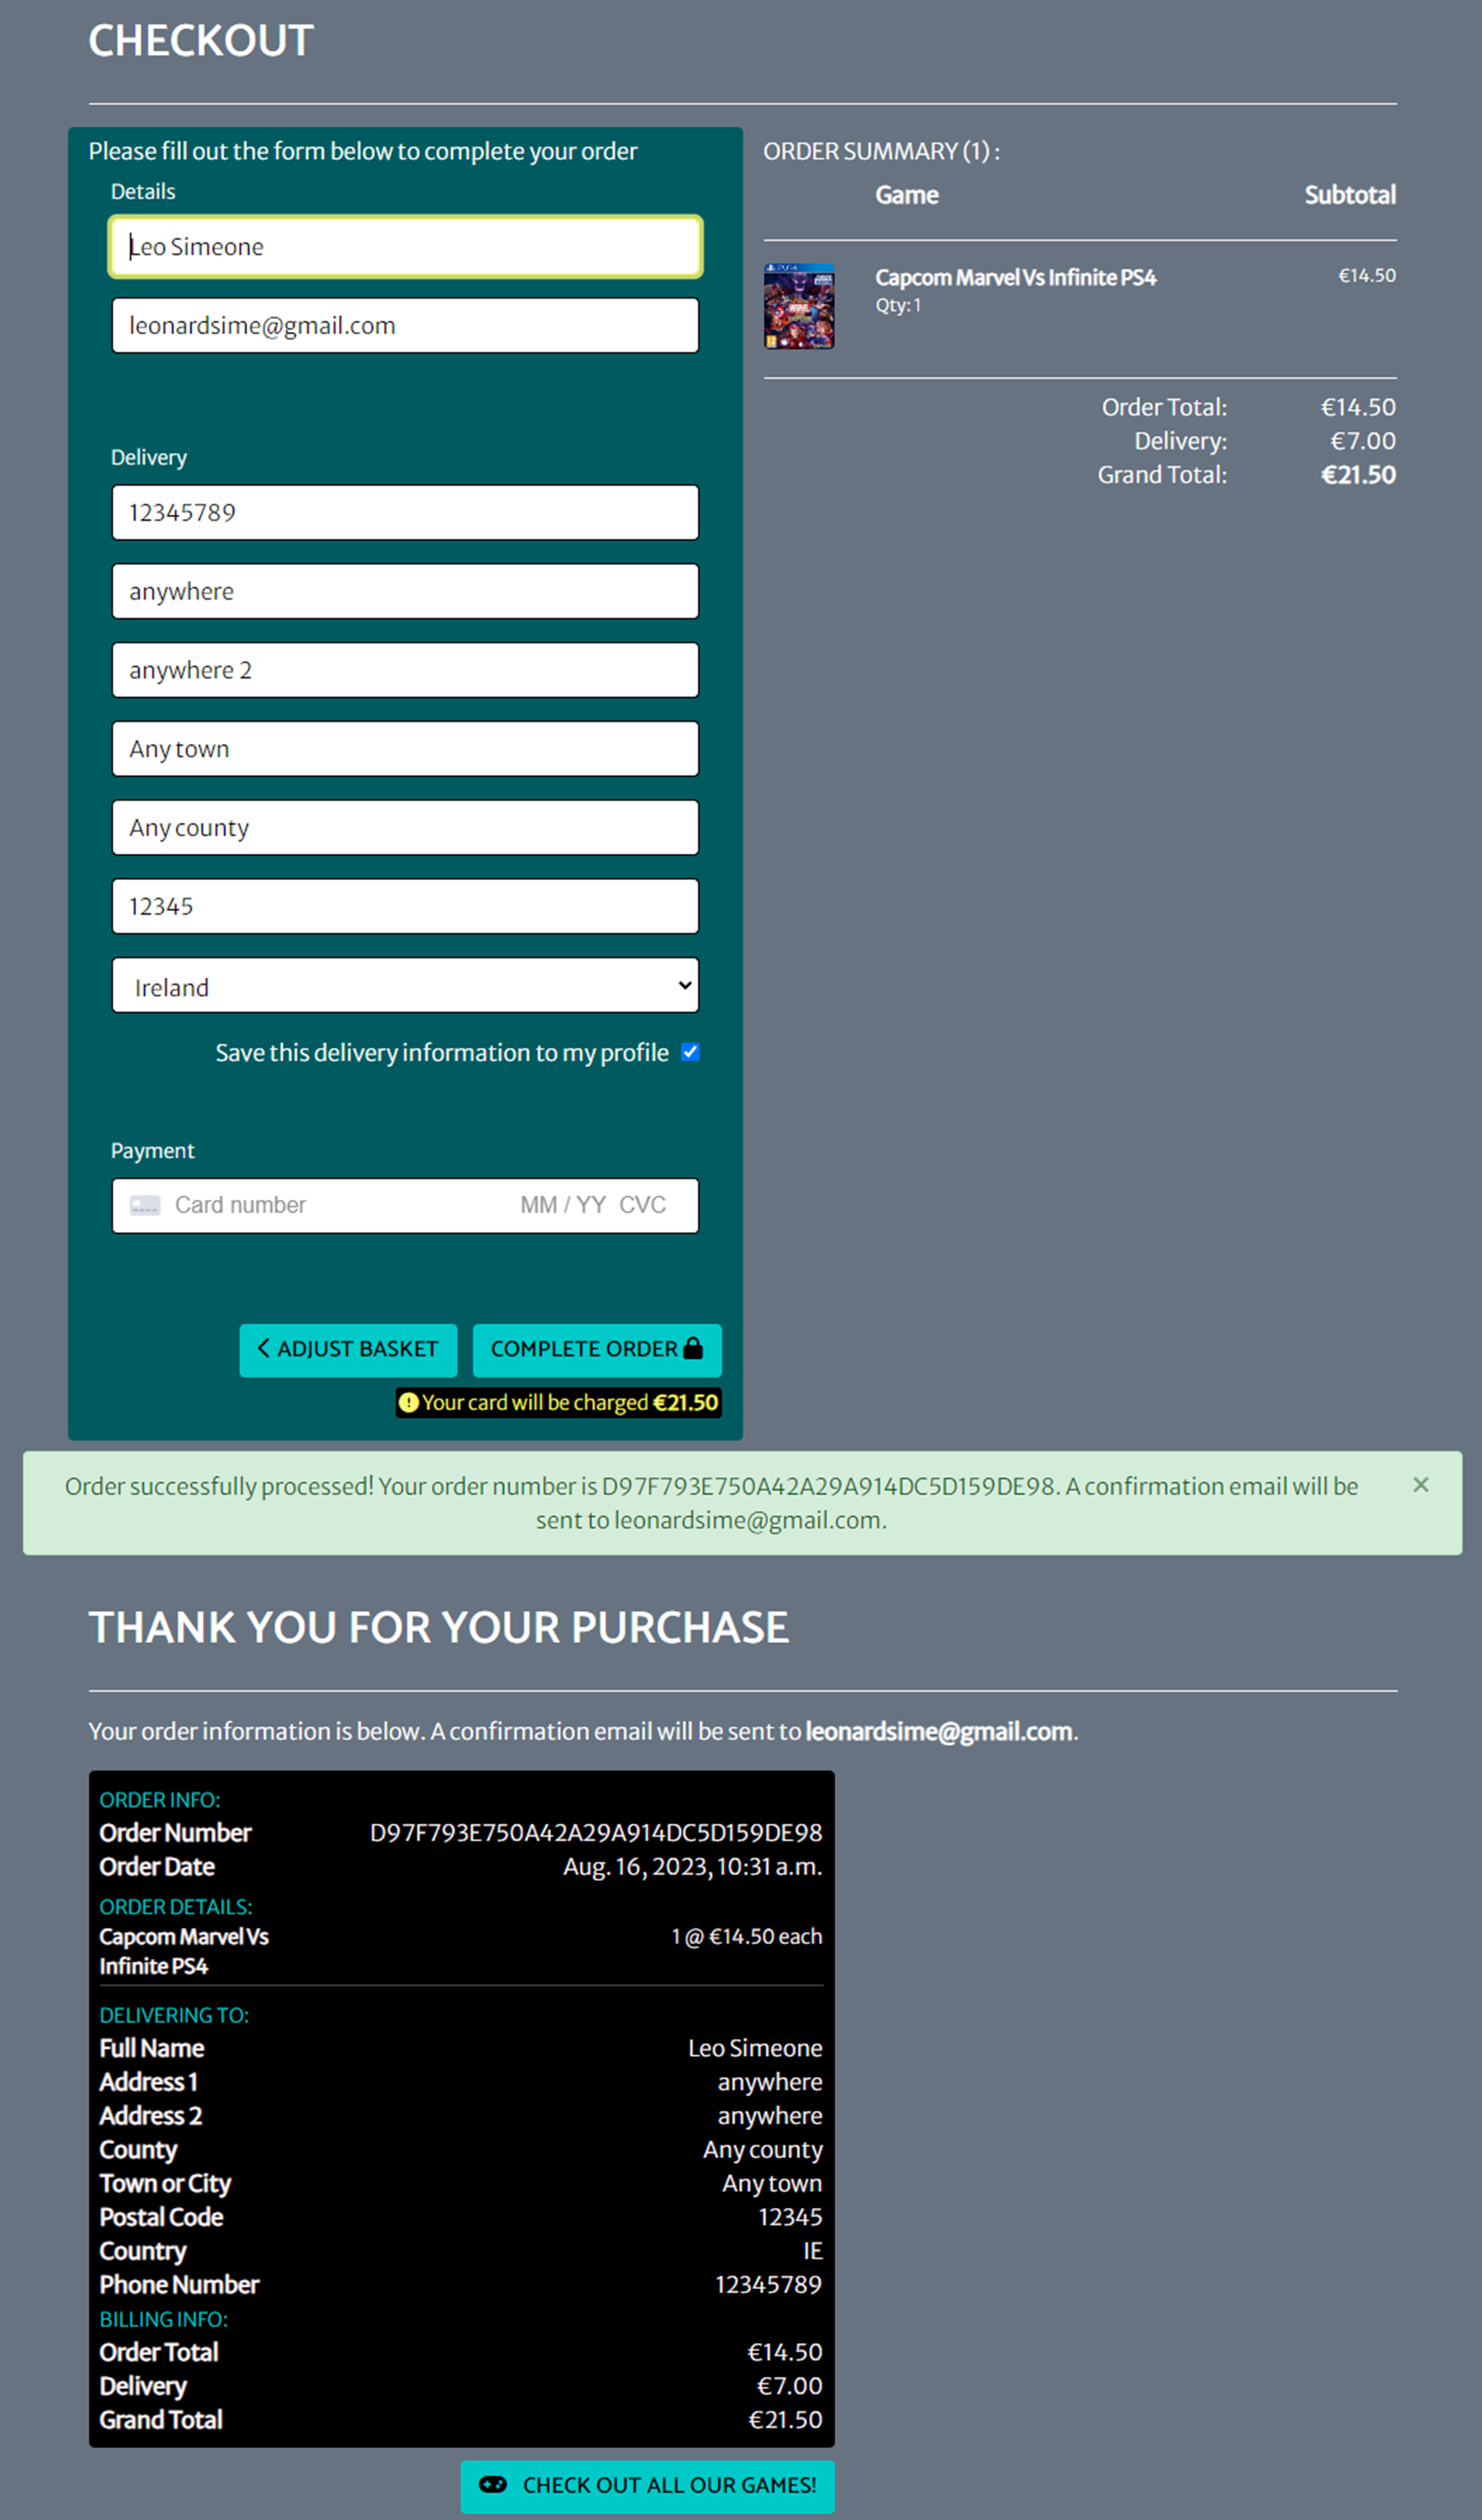 CHECKOUT
Please fill out the form below to complete your order
Details
Leo Simeone
leonardsime@gmail.com
Delivery
12345789
anywhere
anywhere 2
Any town
Any county
12345
Ireland
Save this delivery information to my profile
Payment
Card number MM / YY CVC
ADJUST BASKET COMPLETE ORDER
Your card will be charged €21.50
ORDER SUMMARY (1) :
Game Subtotal
PS4
MARVEL
12
Capcom Marvel Vs Infinite PS4 €14.50
Qty: 1
Order Total: €14.50
Delivery: €7.00
Grand Total: €21.50
Order successfully processed! Your order number is D97F793E750A42A29A914DC5D159DE98. A confirmation email will be
sent to leonardsime@gmail.com.
×
THANK YOU FOR YOUR PURCHASE
Your order information is below. A confirmation email will be sent to leonardsime@gmail.com.
ORDER INFO:
Order Number D97F793E750A42A29A914DC5D159DE98
Order Date Aug. 16, 2023, 10:31 a.m.
ORDER DETAILS:
Capcom Marvel Vs 1 @ €14.50 each
Infinite PS4
DELIVERING TO:
Full Name Leo Simeone
Address 1 anywhere
Address 2 anywhere
County Any county
Town or City Any town
Postal Code 12345
Country IE
Phone Number 12345789
BILLING INFO:
Order Total €14.50
Delivery €7.00
Grand Total €21.50
CHECK OUT ALL OUR GAMES!